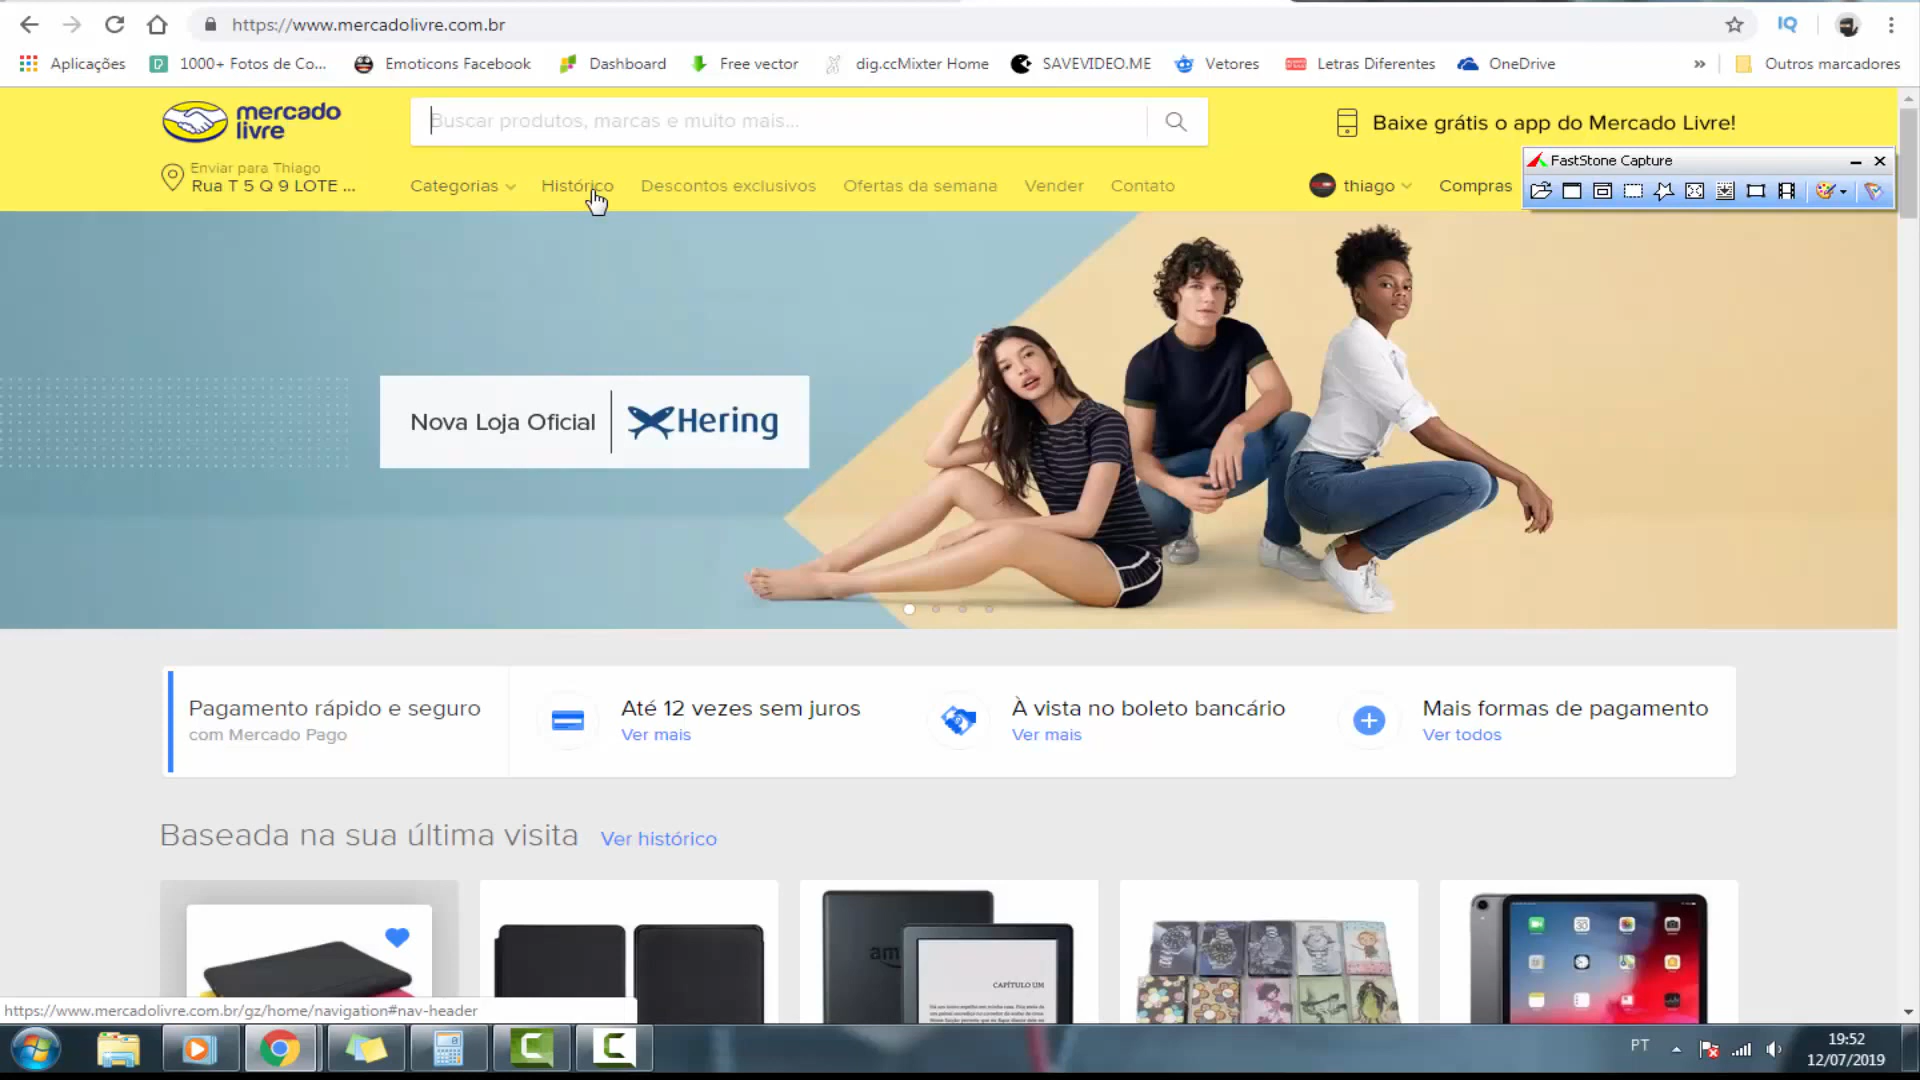 https://www.mercadolivre.com.br
IQ
Aplicações
1000+ Fotos de Co...
Emoticons Facebook
Dashboard
Free vector
dig.ccMixter Home
SAVEVIDEO.ME
Vetores
Letras Diferentes
OneDrive
»
Outros marcadores
mercado
livre
Buscar produtos, marcas e muito mais...
Baixe grátis o app do Mercado Livre!
FastStone Capture
Enviar para Thiago
Rua T 5 Q 9 LOTE ...
Categorias
Histórico
Descontos exclusivos
Ofertas da semana
Vender
Contato
thiago
Compras
Nova Loja Oficial
Hering
Pagamento rápido e seguro
com Mercado Pago
Até 12 vezes sem juros
Ver mais
À vista no boleto bancário
Ver mais
Mais formas de pagamento
Ver todos
Baseada na sua última visita
Ver histórico
am
CAPÍTULO UM
https://www.mercadolivre.com.br/gz/home/navigation#nav-header
PT
19:52
12/07/2019